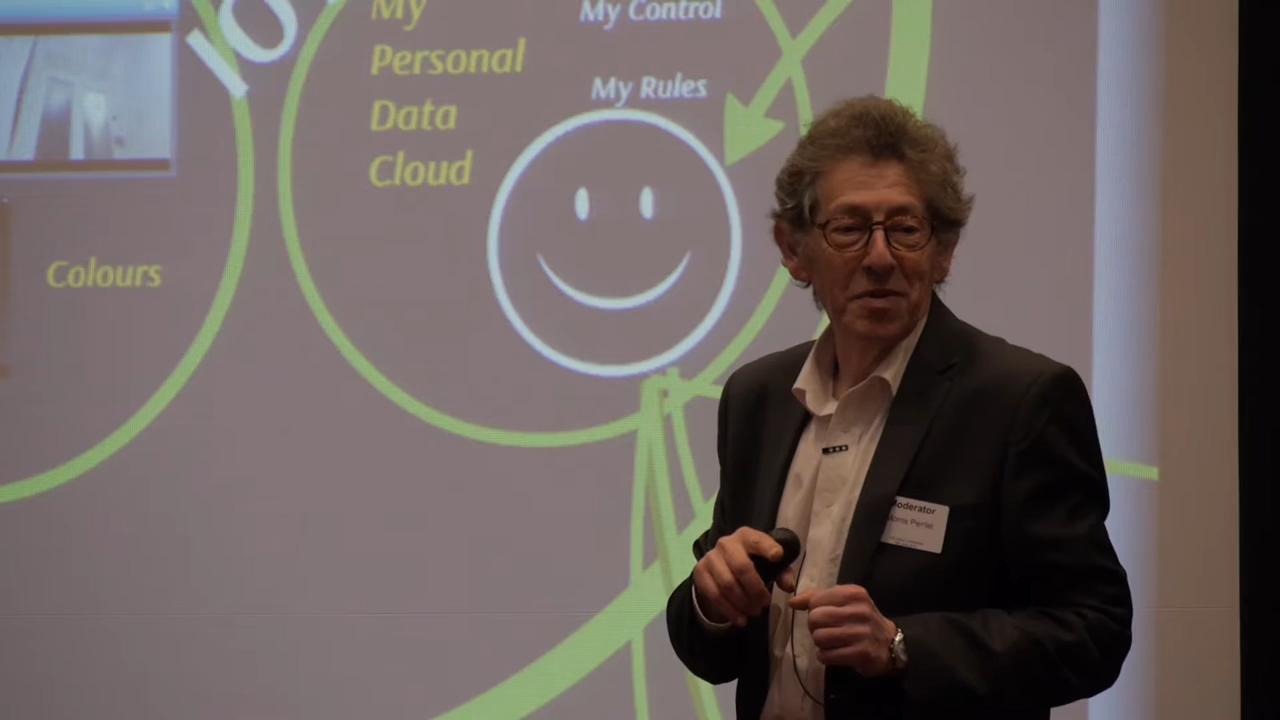 My
Personal
Data
Cloud
My Control
My Rules
Colours
Moderator